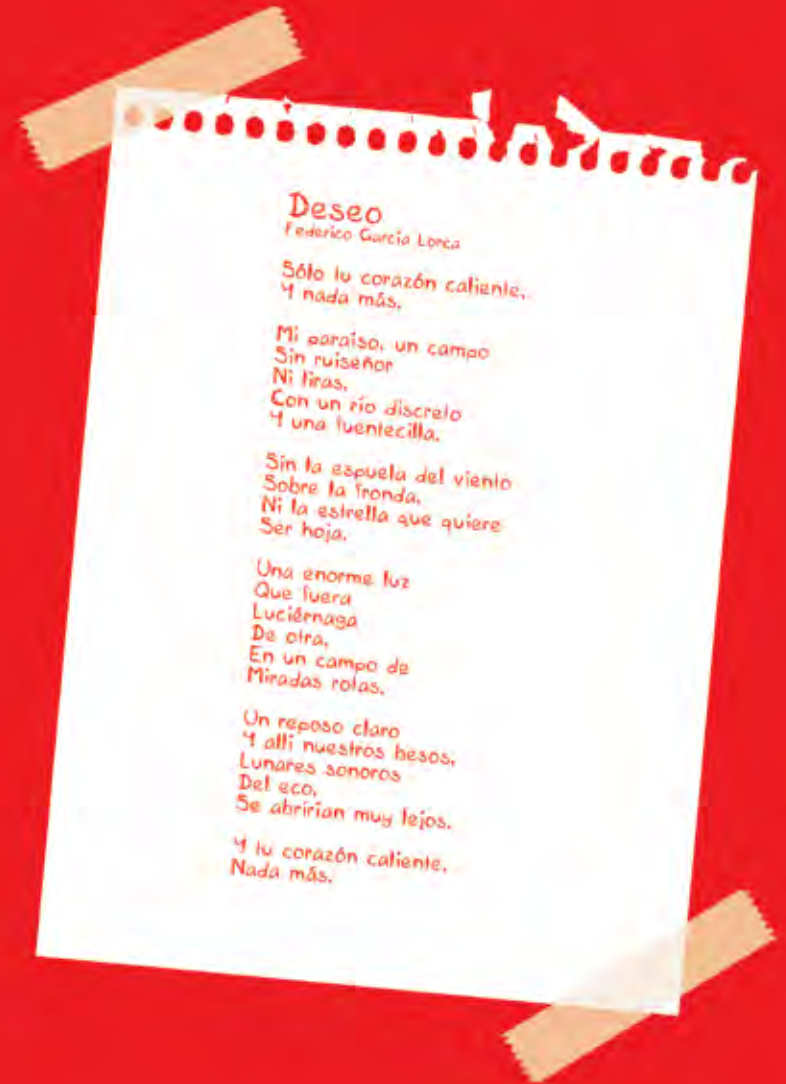 Deseo
Federico García Lorca
Sólo tu corazón caliente,
Y nada más.
Mi paraíso, un campo
Sin ruiseñor
Ni liras,
Con un río discreto
Y una fuentecilla.
Sin la espuela del viento
Sobre la fronda,
Ni la estrella que quiere
Ser hoja.
Una enorme luz
Que fuera
Luciérnaga
De otra,
En un campo de
Miradas rotas.
Un reposo claro
Y allí nuestros besos,
Lunares sonoros
Del eco,
Se abrirían muy lejos.
Y tu corazón caliente,
Nada más.